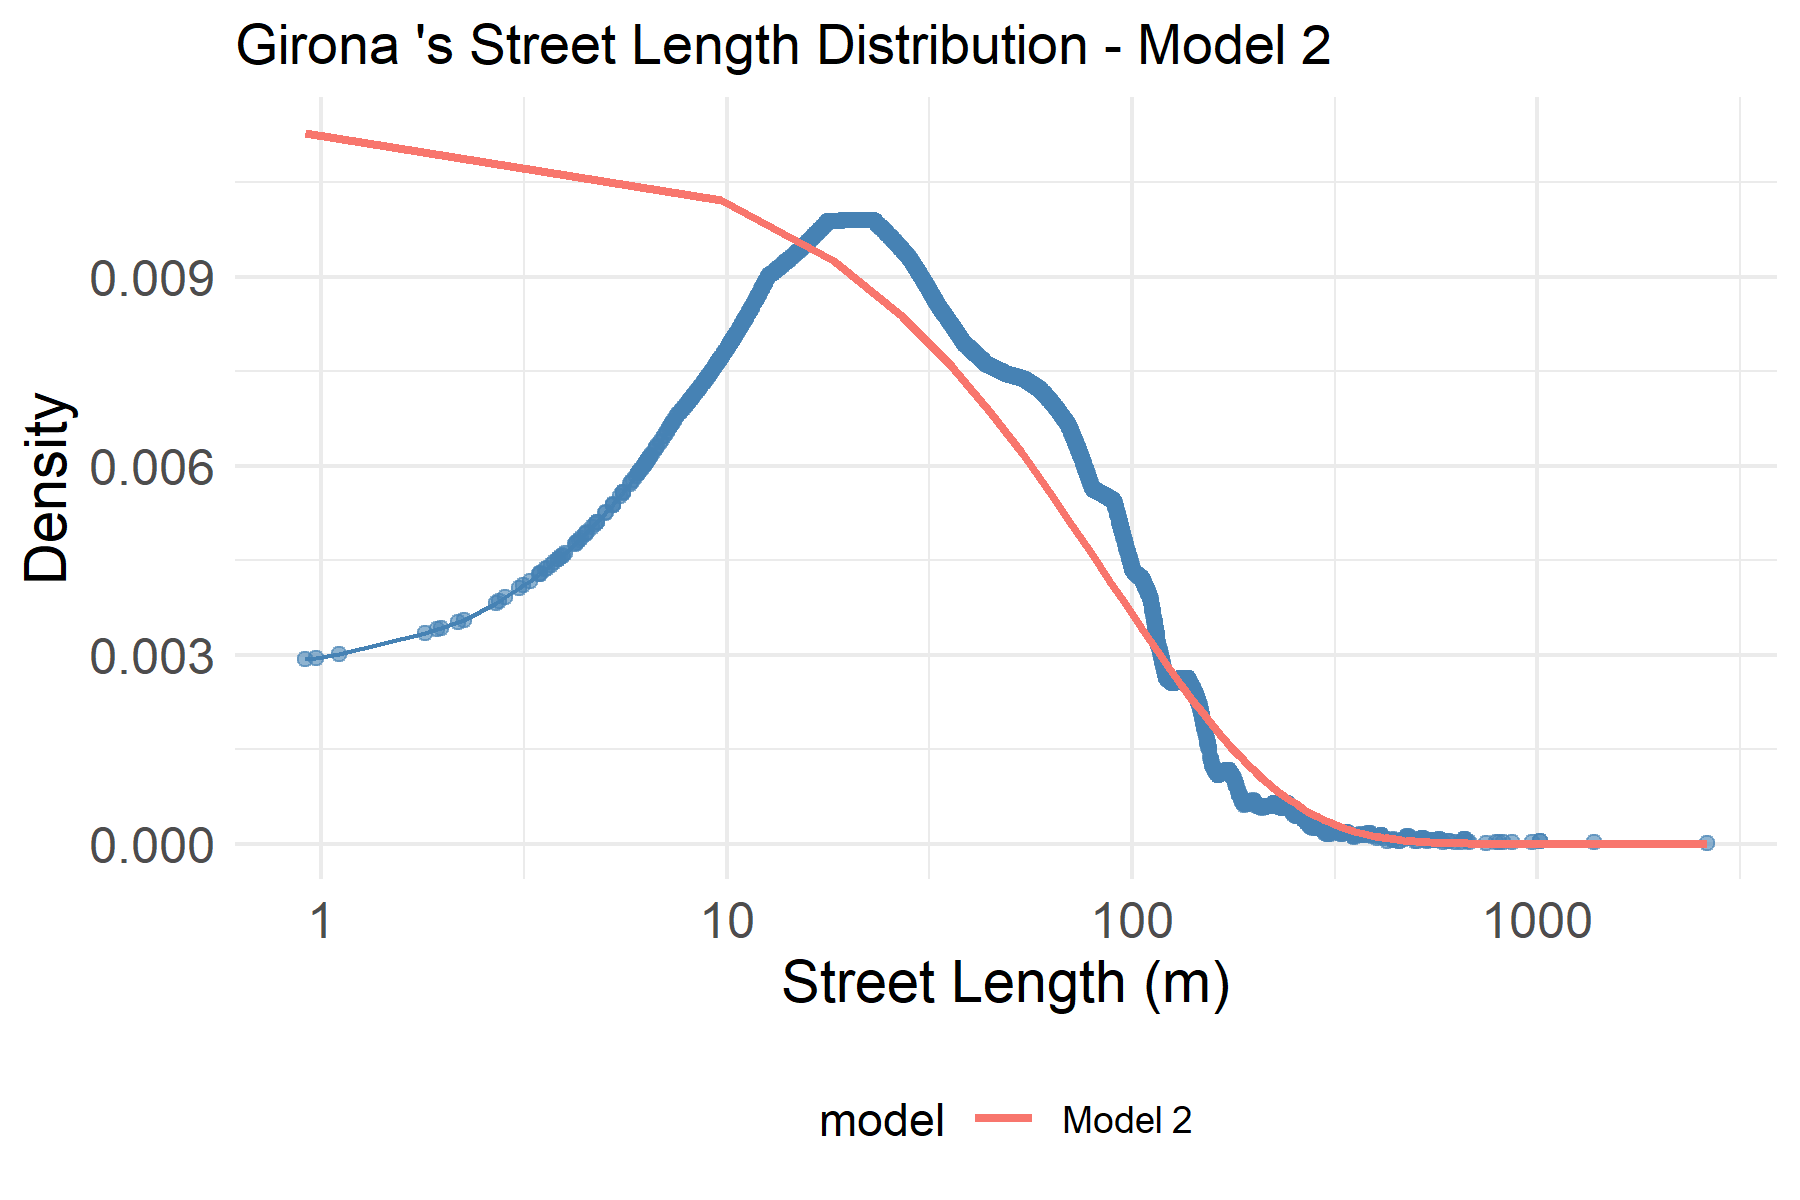 Girona 's Street Length Distribution - Model 2
Density
0.009
0.006
0.003
0.000
1 10 100 1000
Street Length (m)
model Model 2